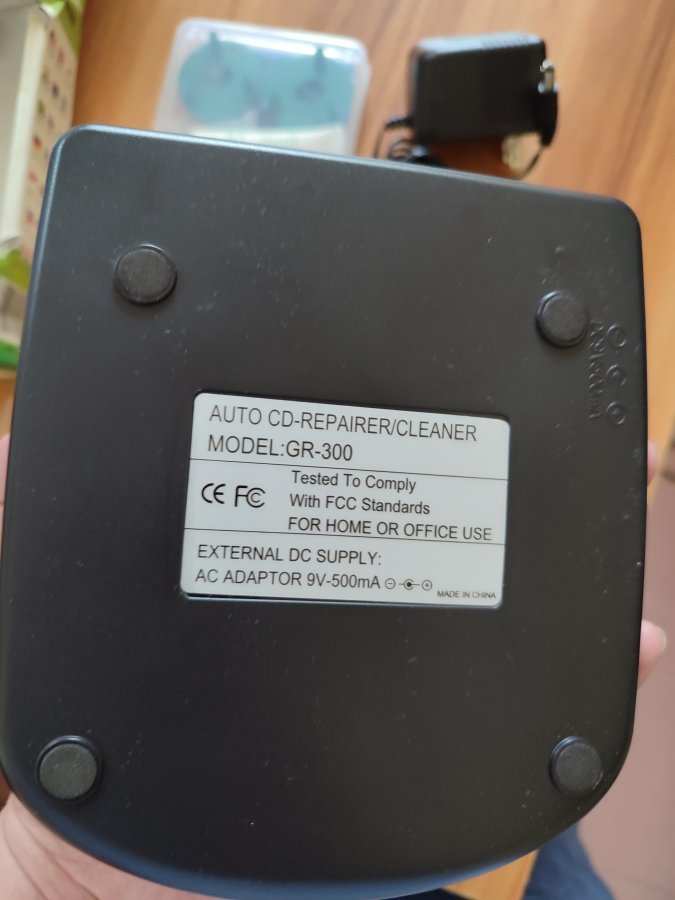 AUTO CD-REPAIRER/CLEANER
MODEL:GR-300
CE FC
Tested To Comply
With FCC Standards
FOR HOME OR OFFICE USE
EXTERNAL DC SUPPLY:
AC ADAPTOR 9V-500mA
MADE IN CHINA